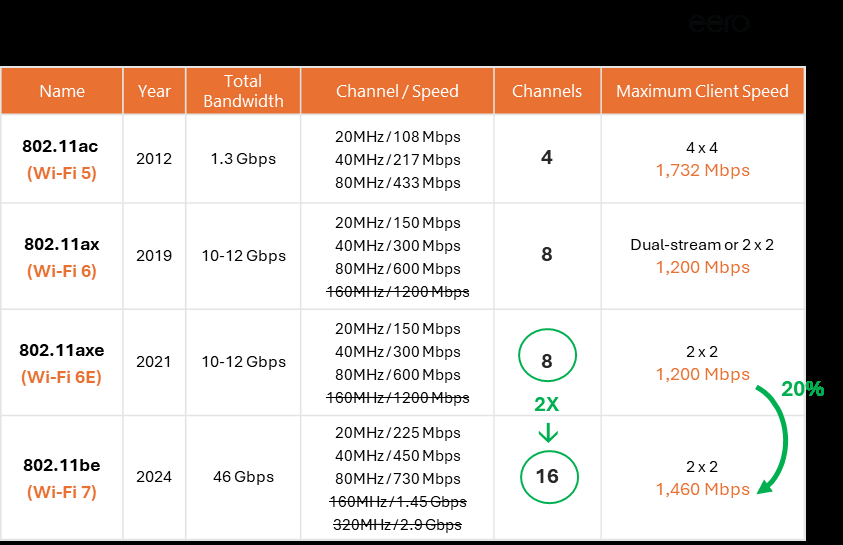 eero
Name
Year
Total
Bandwidth
Channel / Speed
Channels
Maximum Client Speed
802.11ac
(Wi-Fi 5)
2012
1.3 Gbps
20MHz / 108 Mbps
40MHz / 217 Mbps
80MHz / 433 Mbps
4
4 x 4
1,732 Mbps
802.11ax
(Wi-Fi 6)
2019
10-12 Gbps
20MHz / 150 Mbps
40MHz / 300 Mbps
80MHz / 600 Mbps
160MHz / 1200 Mbps
8
Dual-stream or 2 x 2
1,200 Mbps
802.11axe
(Wi-Fi 6E)
2021
10-12 Gbps
20MHz / 150 Mbps
40MHz / 300 Mbps
80MHz / 600 Mbps
160MHz / 1200 Mbps
8
2 x 2
1,200 Mbps
20%
2X
802.11be
(Wi-Fi 7)
2024
46 Gbps
20MHz / 225 Mbps
40MHz / 450 Mbps
80MHz / 730 Mbps
160MHz / 1.45 Gbps
320MHz / 2.9 Gbps
16
2 x 2
1,460 Mbps